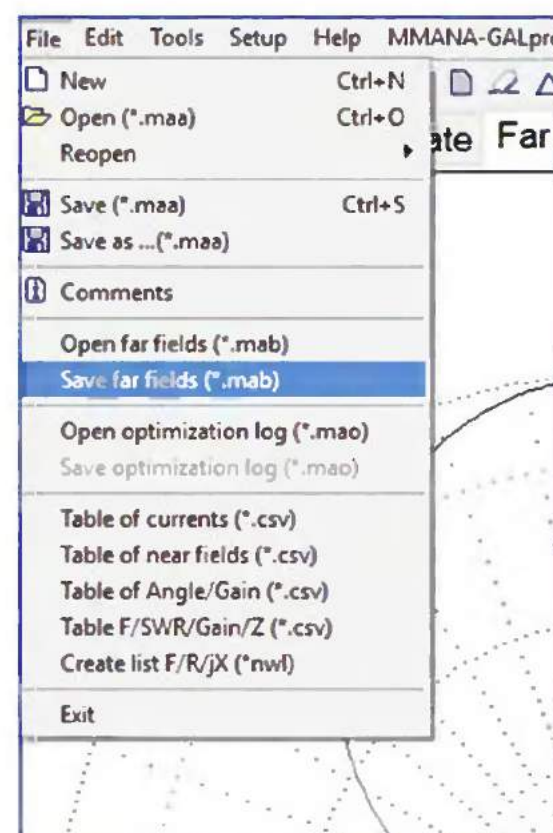 File Edit Tools Setup Help MMANA-GALpr
New Ctrl+N
Open (*.maa) Ctrl+O
Reopen
ate Far
Save (*.maa) Ctrl+S
Save as ...(*.maa)
Comments
Open far fields (*.mab)
Save far fields (*.mab)
Open optimization log (*.mao)
Save optimization log (*.mao)
Table of currents (*.csv)
Table of near fields (*.csv)
Table of Angle/Gain (*.csv)
Table F/SWR/Gain/Z (*.csv)
Create list F/R/jX (*nwl)
Exit